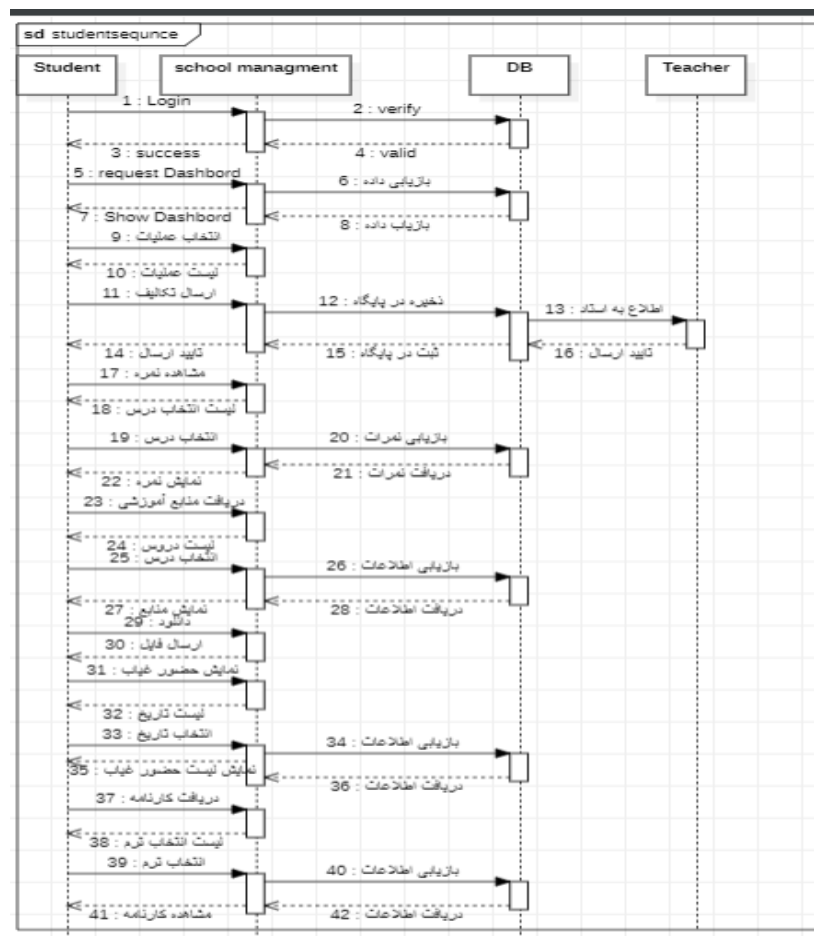 sd studentsequnce
Student
school managment
DB
Teacher
1 : Login
2 : verify
3 : success
4 : valid
5 : request Dashbord
6 : بازیابی داده
7 : Show Dashbord
8 : بازیاب داده
9 : انتخاب عملیات
10 : لیست عملیات
11 : ارسال تکالیف
12 : ذخیره در پایگاه
13 : اطلاع به استاد
14 : تایید ارسال
15 : ثبت در پایگاه
16 : تایید ارسال
17 : مشاهده نمره
18 : لیست انتخاب درس
19 : انتخاب درس
20 : بازیابی نمرات
22 : نمایش نمره
21 : دریافت نمرات
23 : دریافت منابع آموزشی
24 : لیست دروس
25 : انتخاب درس
26 : بازیابی اطلاعات
27 : نمایش منابع
28 : دریافت اطلاعات
29 : دانلود
30 : ارسال فایل
31 : نمایش حضور غیاب
32 : لیست تاریخ
33 : انتخاب تاریخ
34 : بازیابی اطلاعات
35 : نمایش لیست حضور غیاب
36 : دریافت اطلاعات
37 : دریافت کارنامه
38 : لیست انتخاب ترم
39 : انتخاب ترم
40 : بازیابی اطلاعات
41 : مشاهده کارنامه
42 : دریافت اطلاعات